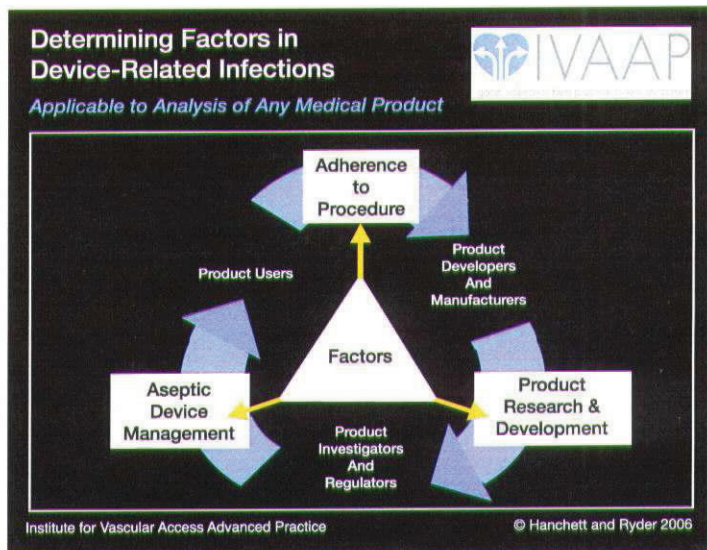 Determining Factors in
Device-Related Infections
IVAAP
Applicable to Analysis of Any Medical Product
Adherence
to
Procedure
Product Users
Product
Developers
And
Manufacturers
Factors
Aseptic
Device
Management
Product
Research &
Development
Product
Investigators
And
Regulators
Institute for Vascular Access Advanced Practice
© Hanchett and Ryder 2006